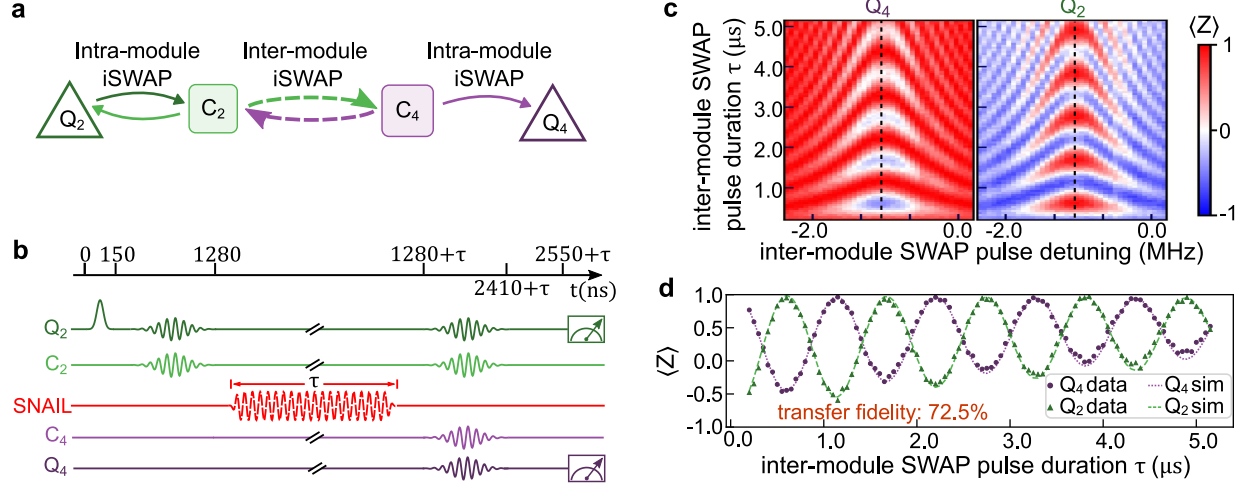 a
Intra-module
iSWAP
Inter-module
iSWAP
Intra-module
iSWAP
Q2
C2
C4
Q4
b
0 150 1280 1280+τ 2550+τ
2410+τ t(ns)
Q2
C2
τ
SNAIL
C4
Q4
c
Q4 Q2
⟨Z⟩
inter-module SWAP
pulse duration τ (μs)
5.0
4.0
3.0
2.0
1.0
-2.0 0.0 -2.0 0.0
inter-module SWAP pulse detuning (MHz)
1
0
-1
d
⟨Z⟩
1.0
0.5
0.0
-0.5
-1.0
Q4 data Q4 sim
Q2 data Q2 sim
transfer fidelity: 72.5%
0.0 1.0 2.0 3.0 4.0 5.0
inter-module SWAP pulse duration τ (μs)